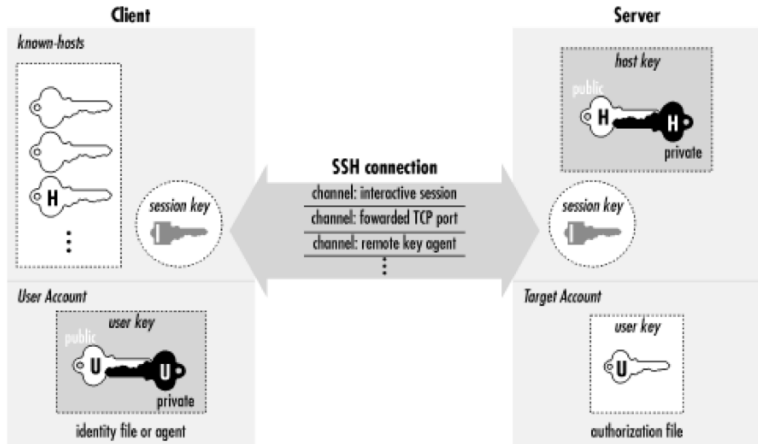 Client
Server
known-hosts
H
session key
SSH connection
channel: interactive session
channel: fowarded TCP port
channel: remote key agent
host key
public
H
H
private
session key
User Account
user key
public
U
U
private
identity file or agent
Target Account
user key
U
authorization file